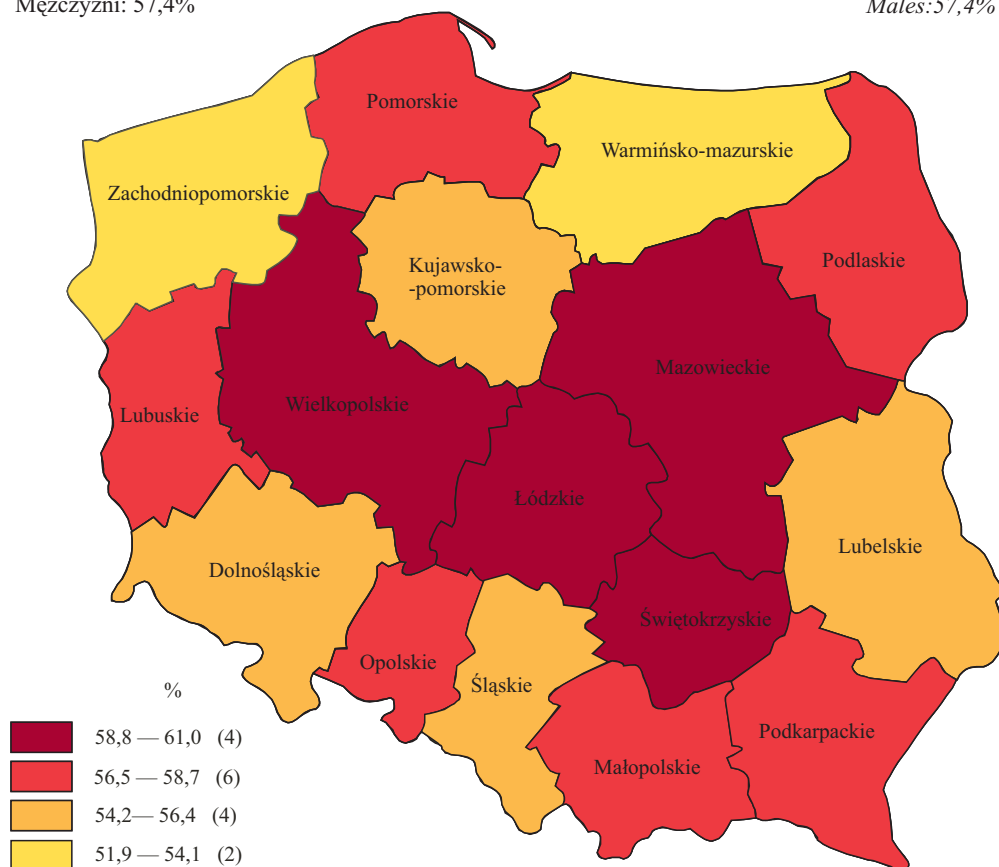 Mężczyźni: 57,4%
Males:57,4%
Pomorskie
Warmińsko-mazurskie
Zachodniopomorskie
Podlaskie
Kujawsko-
-pomorskie
Mazowieckie
Wielkopolskie
Lubuskie
Łódzkie
Lubelskie
Dolnośląskie
Świętokrzyskie
Opolskie
Śląskie
Podkarpackie
Małopolskie
%
58,8 — 61,0 (4)
56,5 — 58,7 (6)
54,2— 56,4 (4)
51,9 — 54,1 (2)